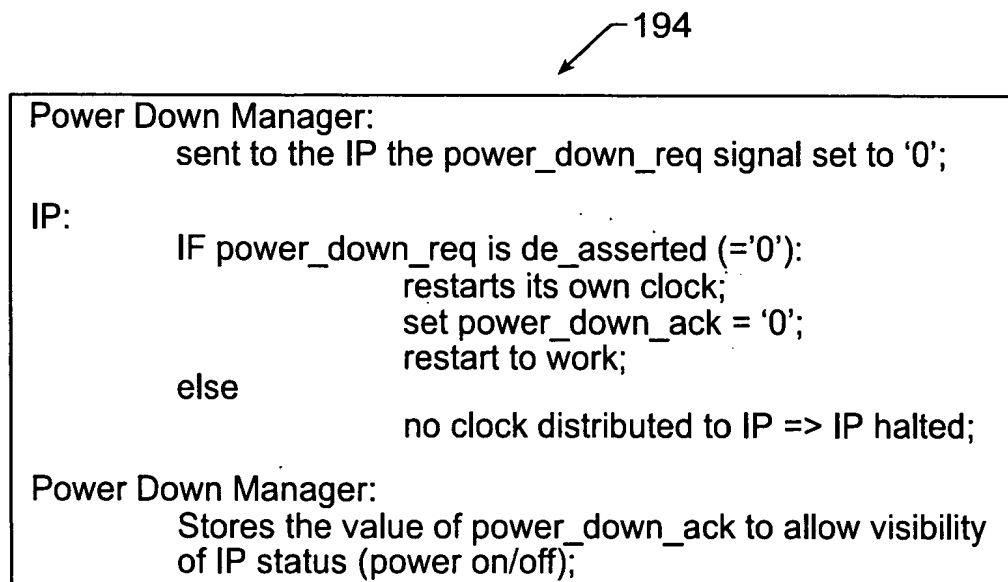 194
Power Down Manager:
sent to the IP the power_down_req signal set to ‘0’;
IP:
IF power_down_req is de_asserted (=’0’):
restarts its own clock;
set power_down_ack = ‘0’;
restart to work;
else
no clock distributed to IP => IP halted;
Power Down Manager:
Stores the value of power_down_ack to allow visibility
of IP status (power on/off);